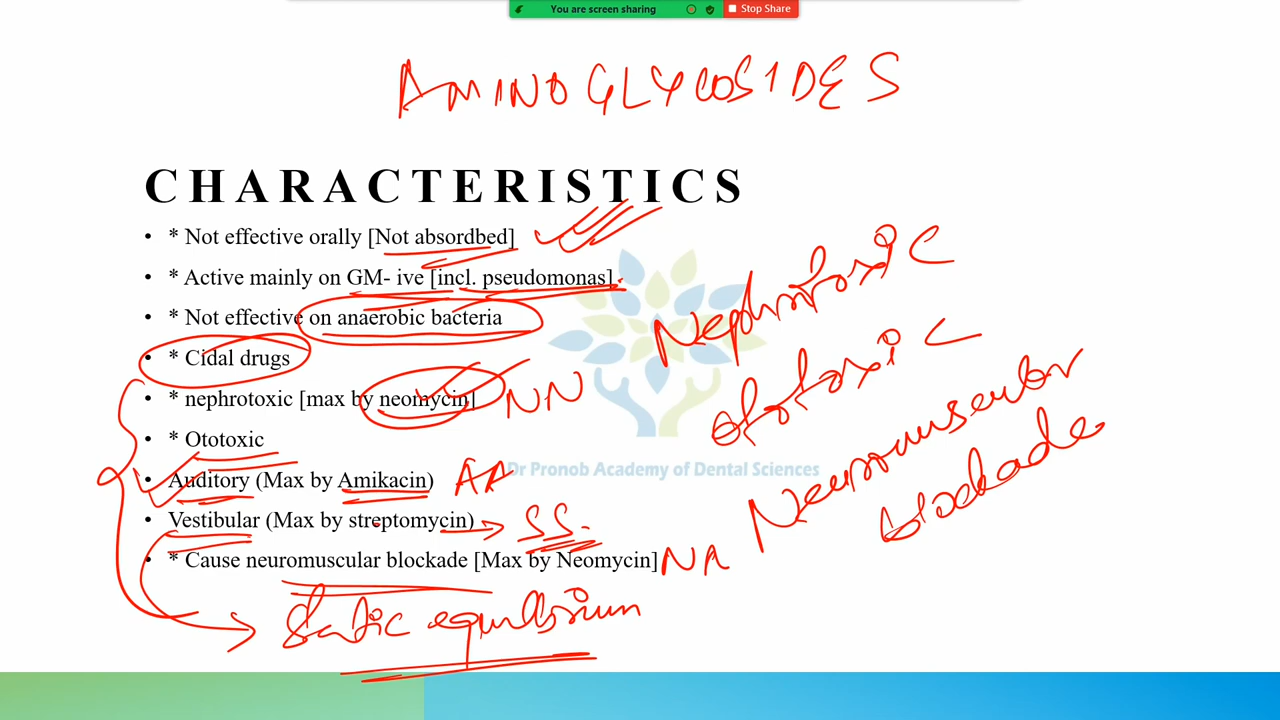 You are screen sharing
Stop Share
AMINOGLYCOSIDES
CHARACTERISTICS
• * Not effective orally [Not absordbed]
• * Active mainly on GM- ive [incl. pseudomonas].
• * Not effective on anaerobic bacteria
• * Cidal drugs
• * nephrotoxic [max by neomycin] NN
• * Ototoxic
• Auditory (Max by Amikacin) AA
• Vestibular (Max by streptomycin) → SS.
• * Cause neuromuscular blockade [Max by Neomycin]
Static equilibrium
Nephrotoxic
Ototoxic
Neuromuscular
blockade
Dr Pronob Academy of Dental Sciences